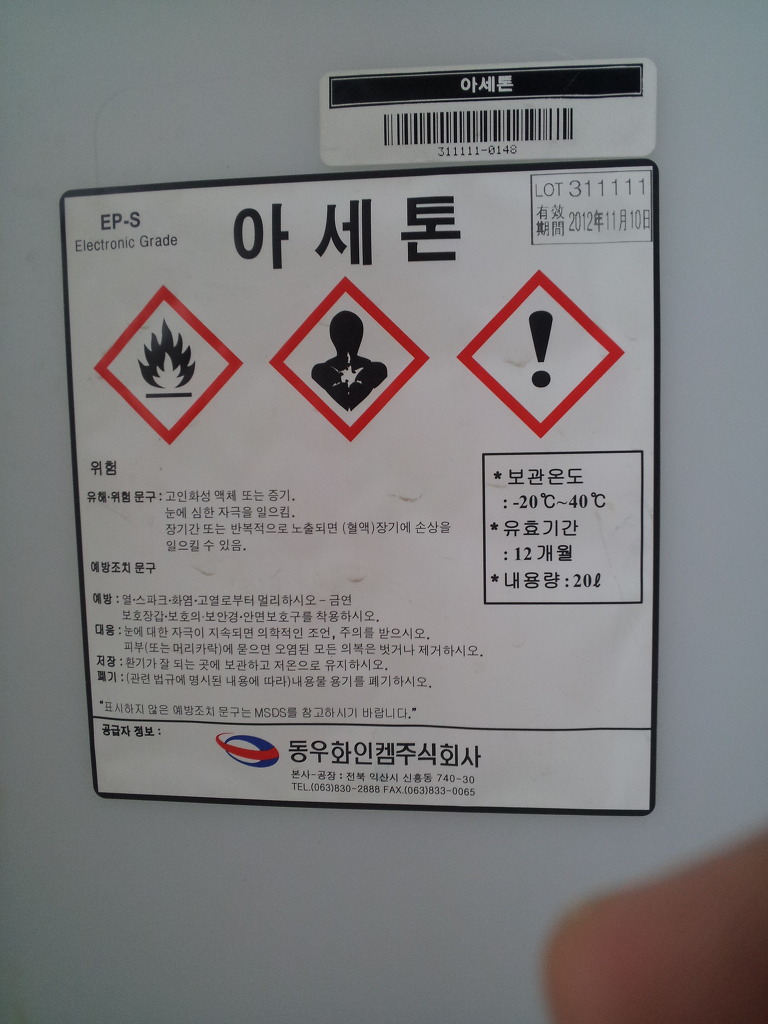 아세톤
311111-0148
EP-S
Electronic Grade
아세톤
LOT 311111
有效
期間 2012年11月10日
위험
유해·위험 문구 : 고인화성 액체 또는 증기.
눈에 심한 자극을 일으킴.
장기간 또는 반복적으로 노출되면 (혈액)장기에 손상을
일으킬 수 있음.
* 보관온도
: -20℃~40℃
* 유효기간
: 12 개월
* 내용량 : 20ℓ
예방조치 문구
예방 : 열·스파크·화염·고열로부터 멀리하시오 – 금연
보호장갑·보호의·보안경·안면보호구를 착용하시오.
대응 : 눈에 대한 자극이 지속되면 의학적인 조언, 주의를 받으시오.
피부(또는 머리카락)에 묻으면 오염된 모든 의복은 벗거나 제거하시오.
저장 : 환기가 잘 되는 곳에 보관하고 저온으로 유지하시오.
폐기 : (관련 법규에 명시된 내용에 따라)내용물 용기를 폐기하시오.
"표시하지 않은 예방조치 문구는 MSDS를 참고하시기 바랍니다."
공급자 정보 :
동우화인켐주식회사
본사-공장 : 전북 익산시 신흥동 740-30
TEL.(063)830-2888 FAX.(063)833-0065